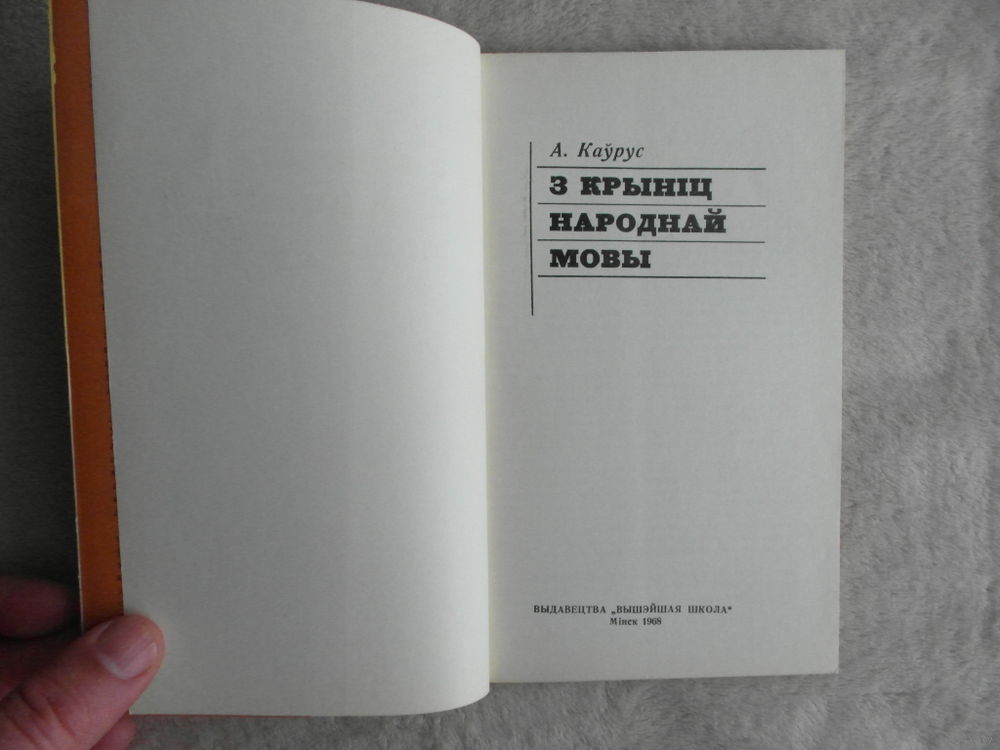 А. Каўрус
З КРЫНІЦ
НАРОДНАЙ
МОВЫ
ВЫДАВЕЦТВА „ВЫШЭЙШАЯ ШКОЛА“
Мінск 1968